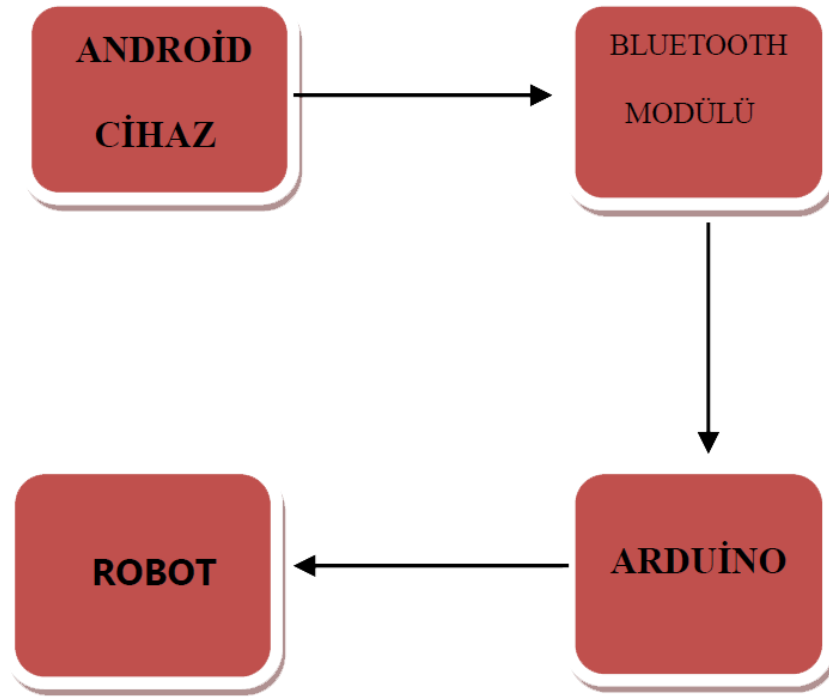 ANDROİD
CİHAZ
BLUETOOTH
MODÜLÜ
ROBOT
ARDUİNO